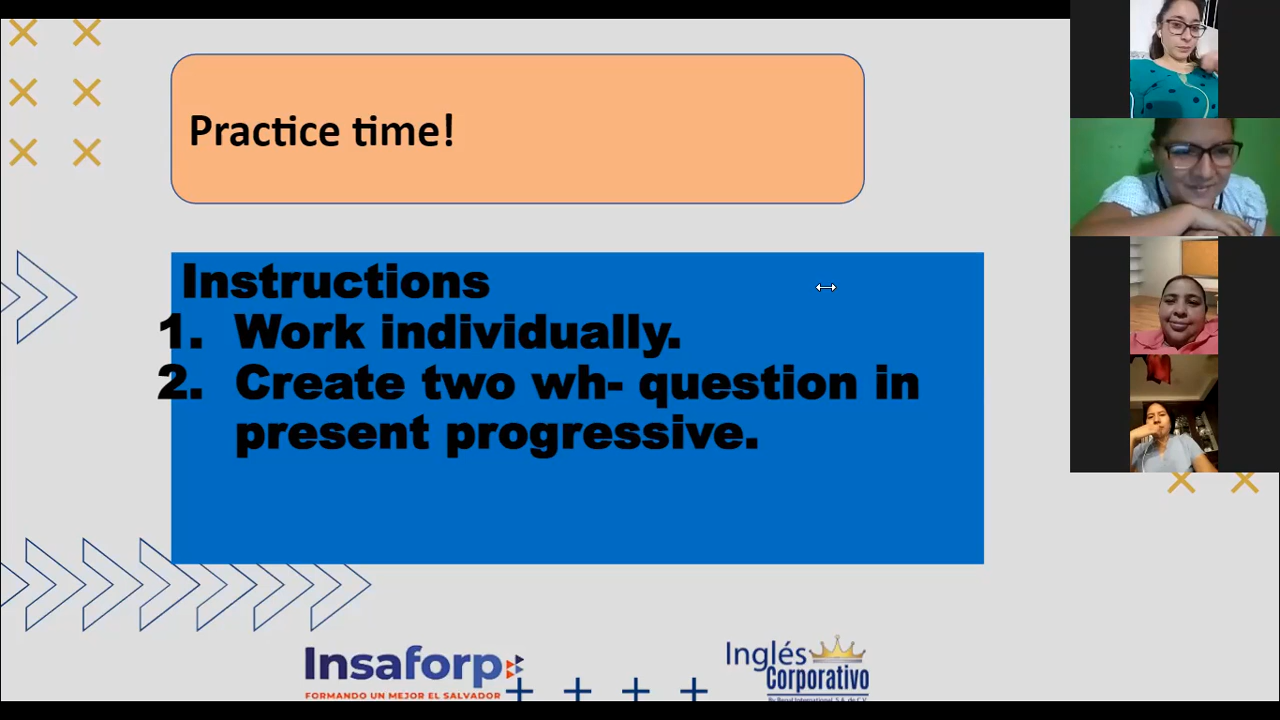 Practice time!
Instructions
1. Work individually.
2. Create two wh- question in
present progressive.
Insaforp
FORMANDO UN MEJOR EL SALVADOR
Inglés
Corporativo